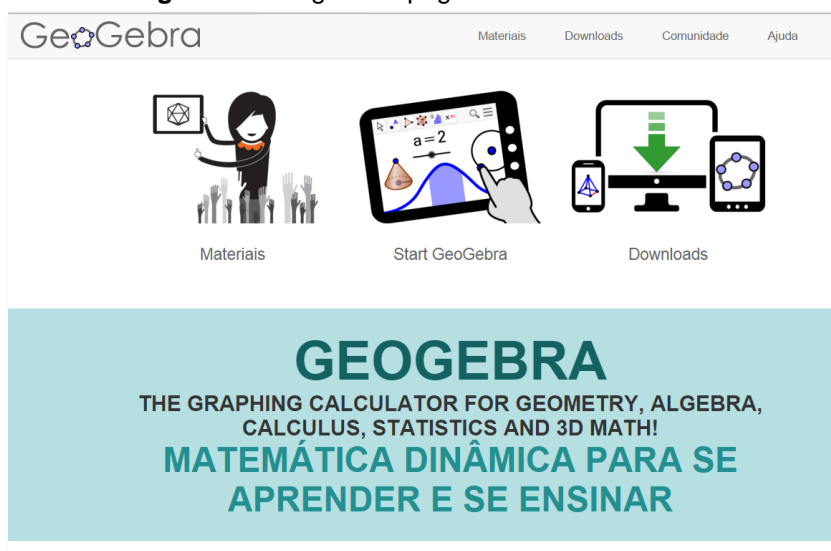 GeoGebra
Materiais Downloads Comunidade Ajuda
a=2
Materiais Start GeoGebra Downloads
GEOGEBRA
THE GRAPHING CALCULATOR FOR GEOMETRY, ALGEBRA,
CALCULUS, STATISTICS AND 3D MATH!
MATEMÁTICA DINÂMICA PARA SE
APRENDER E SE ENSINAR